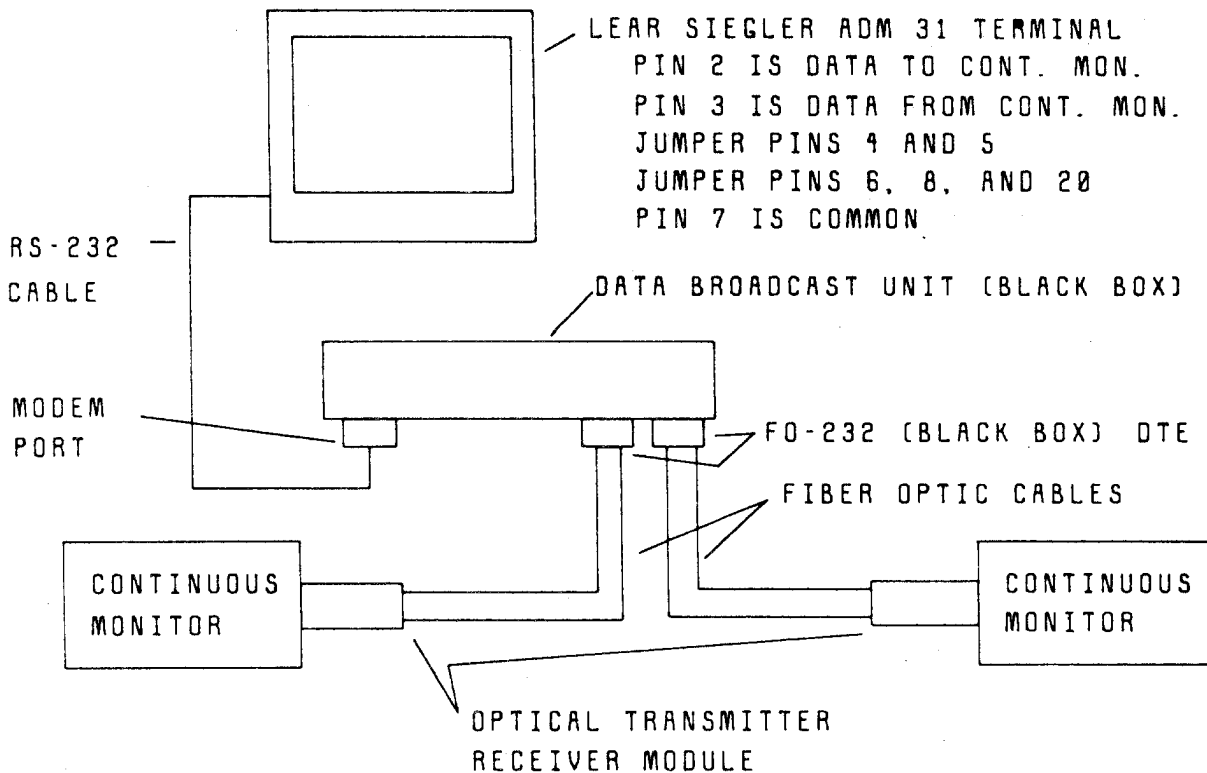 LEAR SIEGLER ADM 31 TERMINAL
PIN 2 IS DATA TO CONT. MON.
PIN 3 IS DATA FROM CONT. MON.
JUMPER PINS 4 AND 5
JUMPER PINS 6, 8, AND 20
PIN 7 IS COMMON
RS-232
CABLE
DATA BROADCAST UNIT (BLACK BOX)
MODEM
PORT
FO-232 (BLACK BOX) DTE
FIBER OPTIC CABLES
CONTINUOUS
MONITOR
CONTINUOUS
MONITOR
OPTICAL TRANSMITTER
RECEIVER MODULE